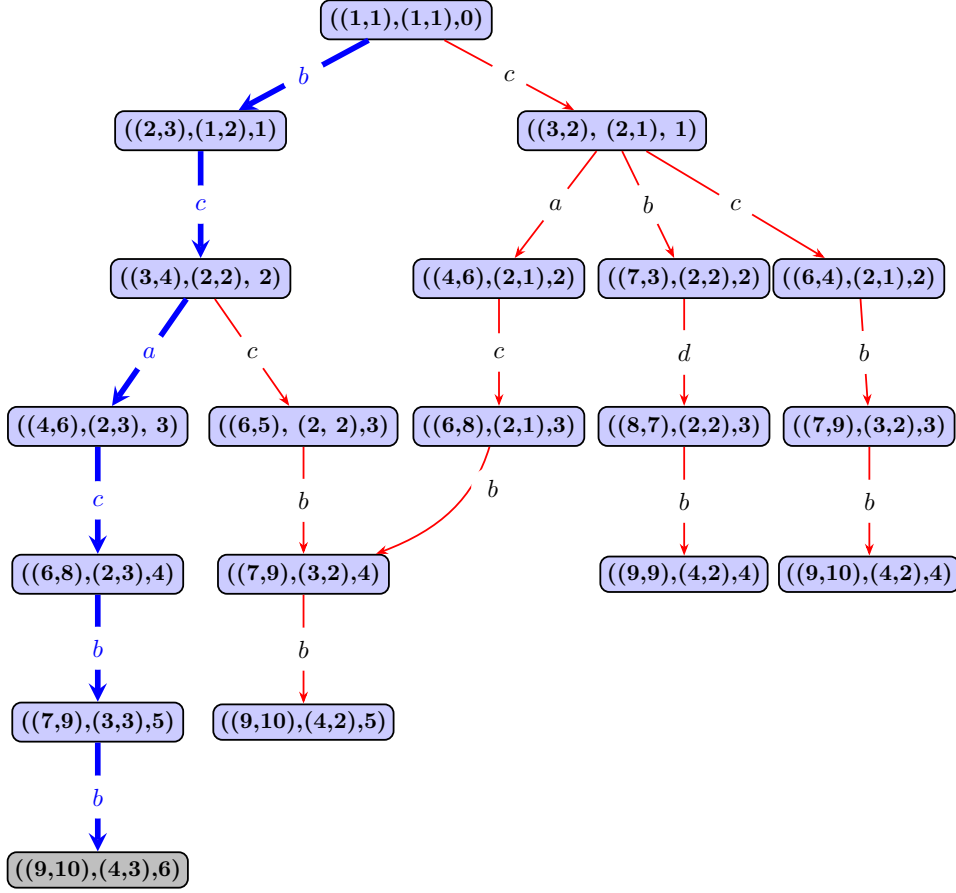 ((1,1),(1,1),0)
b
c
((2,3),(1,2),1)
((3,2), (2,1), 1)
c
a
b
c
((3,4),(2,2), 2)
((4,6),(2,1),2)
((7,3),(2,2),2)
((6,4),(2,1),2)
a
c
c
d
b
((4,6),(2,3), 3)
((6,5), (2, 2),3)
((6,8),(2,1),3)
((8,7),(2,2),3)
((7,9),(3,2),3)
c
b
b
b
b
((6,8),(2,3),4)
((7,9),(3,2),4)
((9,9),(4,2),4)
((9,10),(4,2),4)
b
b
((7,9),(3,3),5)
((9,10),(4,2),5)
b
((9,10),(4,3),6)